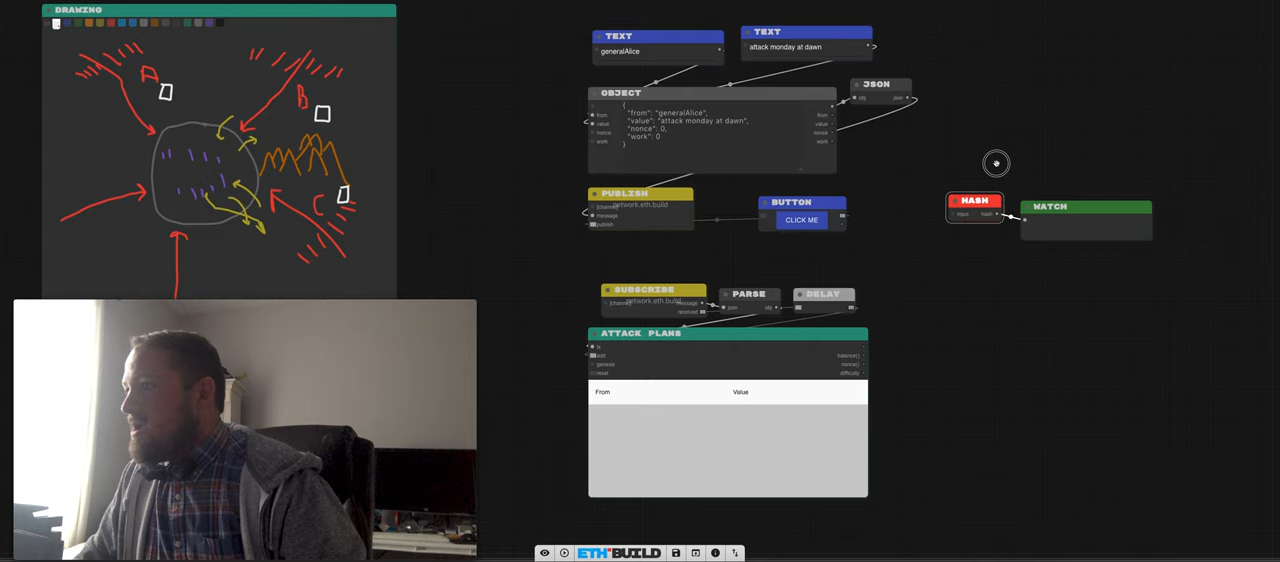 DRAWING
A
B
C
TEXT
generalAlice
TEXT
attack monday at dawn
OBJECT
{
"from": "generalAlice",
"value": "attack monday at dawn",
"nonce": 0,
"work": 0
}
from
value
nonce
work
from
value
nonce
work
JSON
obj
json
PUBLISH
[channel]
network.eth.build
message
publish
BUTTON
CLICK ME
HASH
input
hash
WATCH
SUBSCRIBE
[channel]
network.eth.build
message
received
PARSE
json
obj
DELAY
ATTACK PLANS
tx
add
genesis
reset
balance()
nonce()
difficulty
From
Value
ETH BUILD